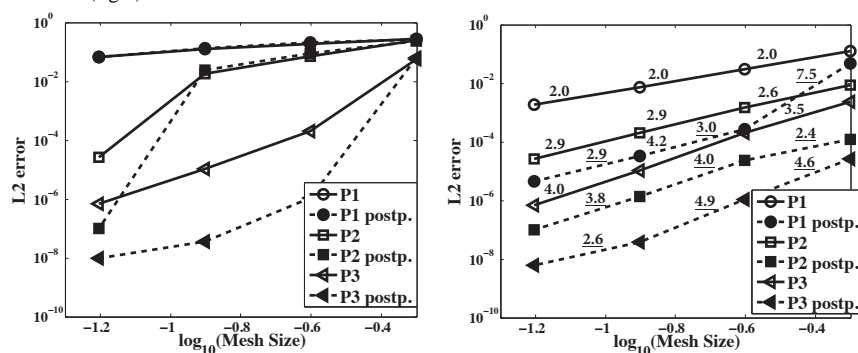 10^0
10^-2
10^-4
10^-6
10^-8
10^-10
L2 error
−1.2
−1
−0.8
−0.6
−0.4
log10(Mesh Size)
P1
P1 postp.
P2
P2 postp.
P3
P3 postp.
10^0
10^-2
10^-4
10^-6
10^-8
10^-10
L2 error
2.0
2.0
2.0
7.5
2.9
2.9
2.6
3.5
2.9
4.2
3.0
2.4
4.0
3.8
4.0
4.6
2.6
4.9
−1.2
−1
−0.8
−0.6
−0.4
log10(Mesh Size)
P1
P1 postp.
P2
P2 postp.
P3
P3 postp.